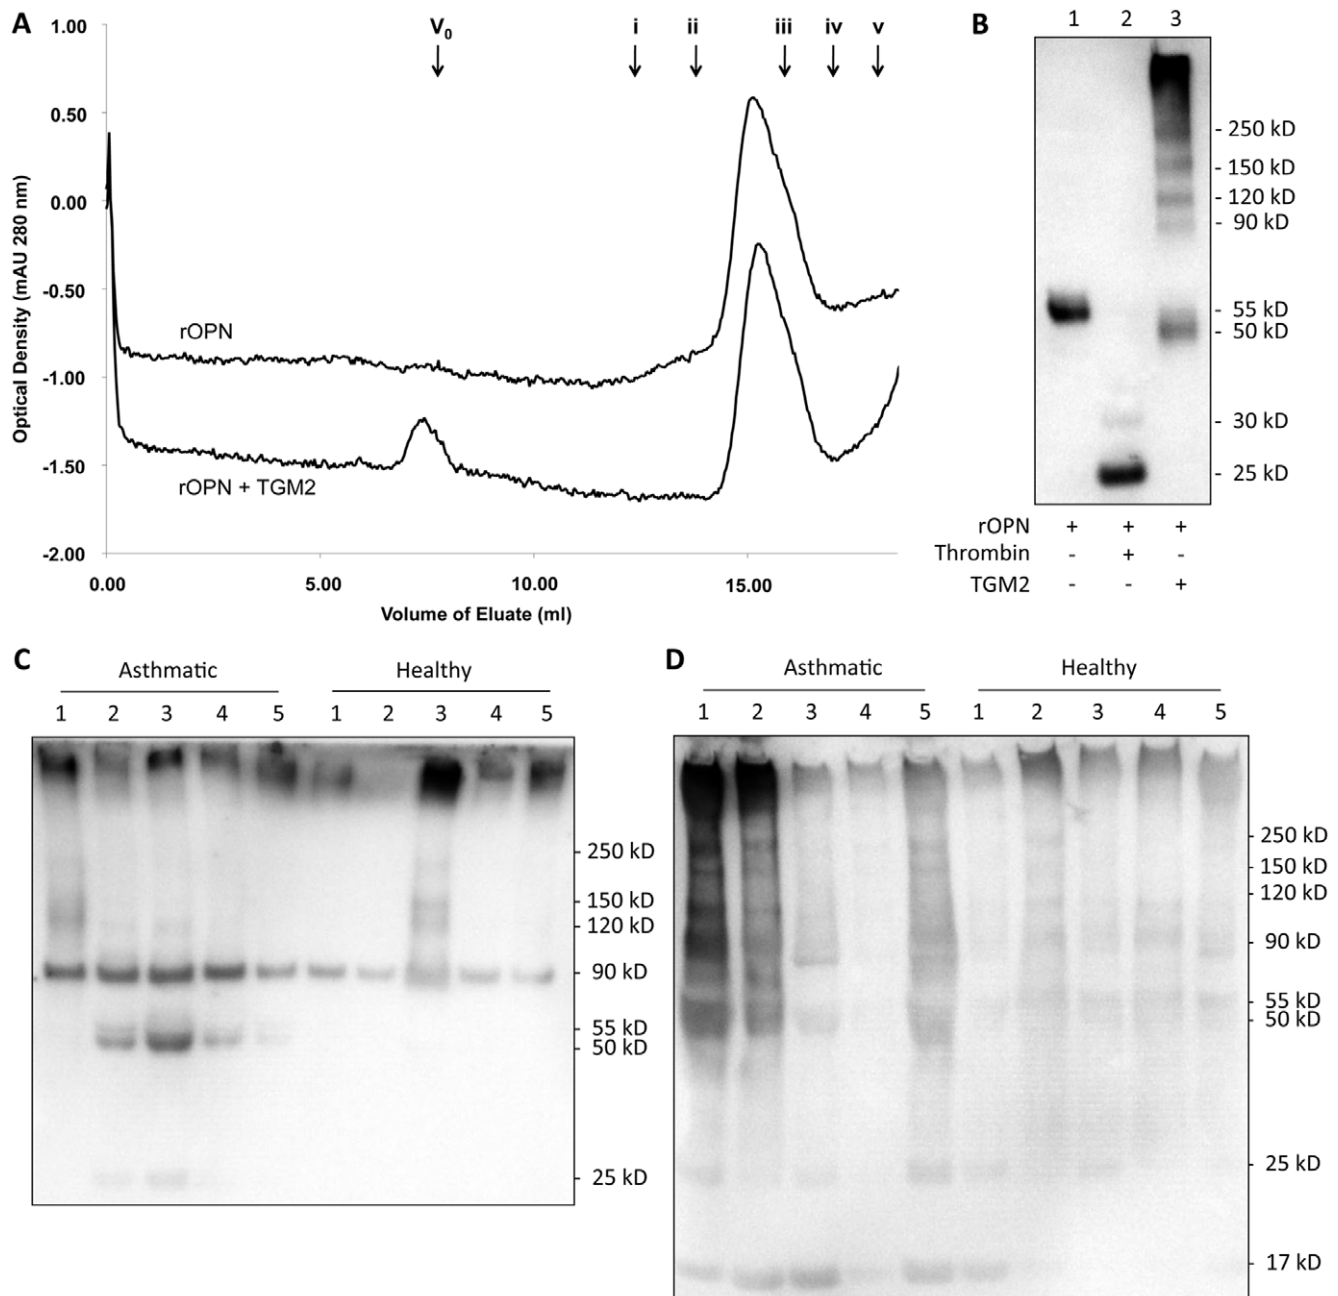 A
1.00
0.50
0.00
-0.50
-1.00
-1.50
-2.00
Optical Density (mAU 280 nm)
V0 i ii iii iv v
rOPN
rOPN + TGM2
0.00 5.00 10.00 15.00
Volume of Eluate (ml)
B
1 2 3
- 250 kD
- 150 kD
- 120 kD
- 90 kD
- 55 kD
- 50 kD
- 30 kD
- 25 kD
rOPN + + +
Thrombin - + -
TGM2 - - +
C
Asthmatic Healthy
1 2 3 4 5 1 2 3 4 5
- 250 kD
- 150 kD
- 120 kD
- 90 kD
- 55 kD
- 50 kD
- 25 kD
D
Asthmatic Healthy
1 2 3 4 5 1 2 3 4 5
- 250 kD
- 150 kD
- 120 kD
- 90 kD
- 55 kD
- 50 kD
- 25 kD
- 17 kD